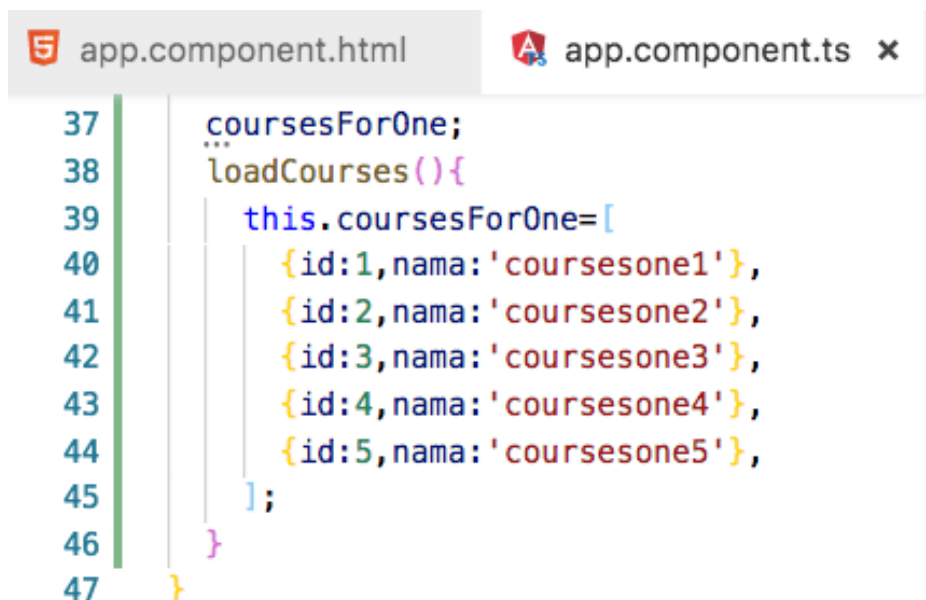 app.component.html app.component.ts ×
37 coursesForOne;
38 loadCourses(){
39 this.coursesForOne=[
40 {id:1,nama:'coursesone1'},
41 {id:2,nama:'coursesone2'},
42 {id:3,nama:'coursesone3'},
43 {id:4,nama:'coursesone4'},
44 {id:5,nama:'coursesone5'},
45 ];
46 }
47 }